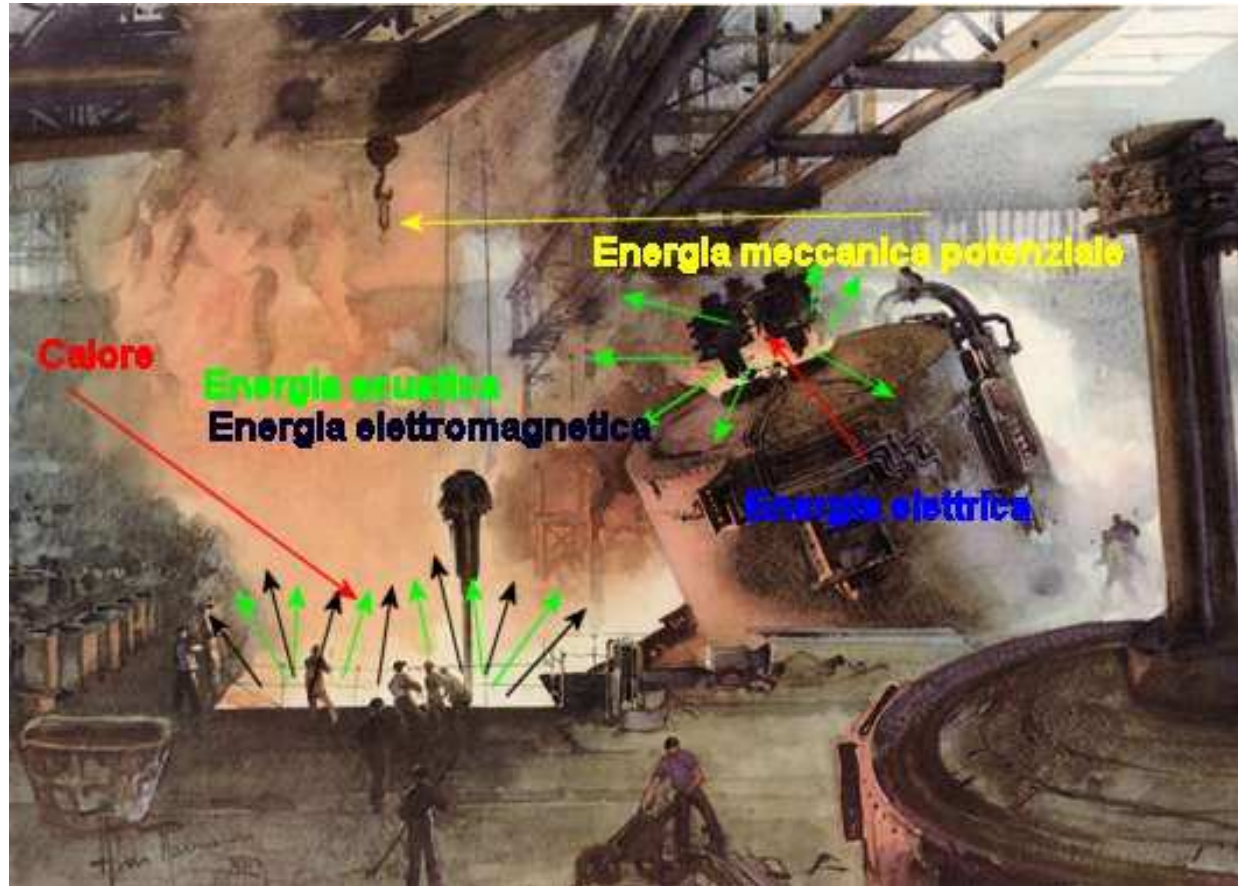 Energia meccanica potenziale
Calore
Energia acustica
Energia elettromagnetica
Energia elettrica